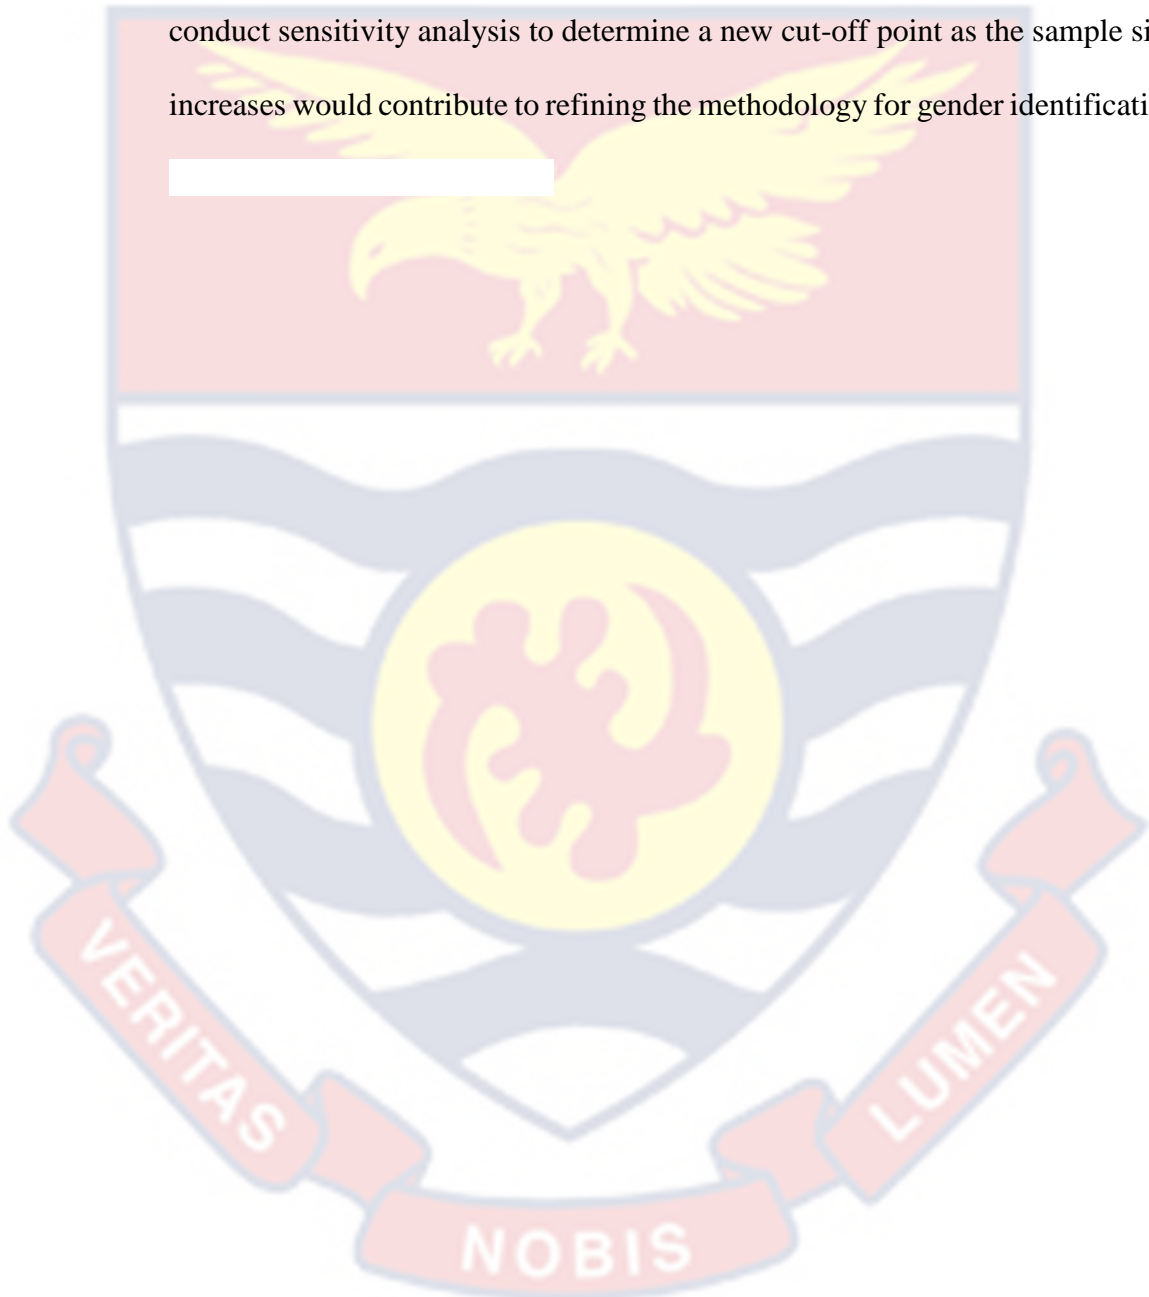 conduct sensitivity analysis to determine a new cut-off point as the sample si
increases would contribute to refining the methodology for gender identificati
VERITAS
NOBIS
LUMEN